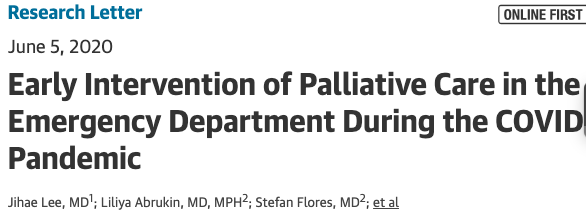 Research Letter
ONLINE FIRST
June 5, 2020
Early Intervention of Palliative Care in the
Emergency Department During the COVID
Pandemic
Jihae Lee, MD1; Liliya Abrukin, MD, MPH2; Stefan Flores, MD2; et al